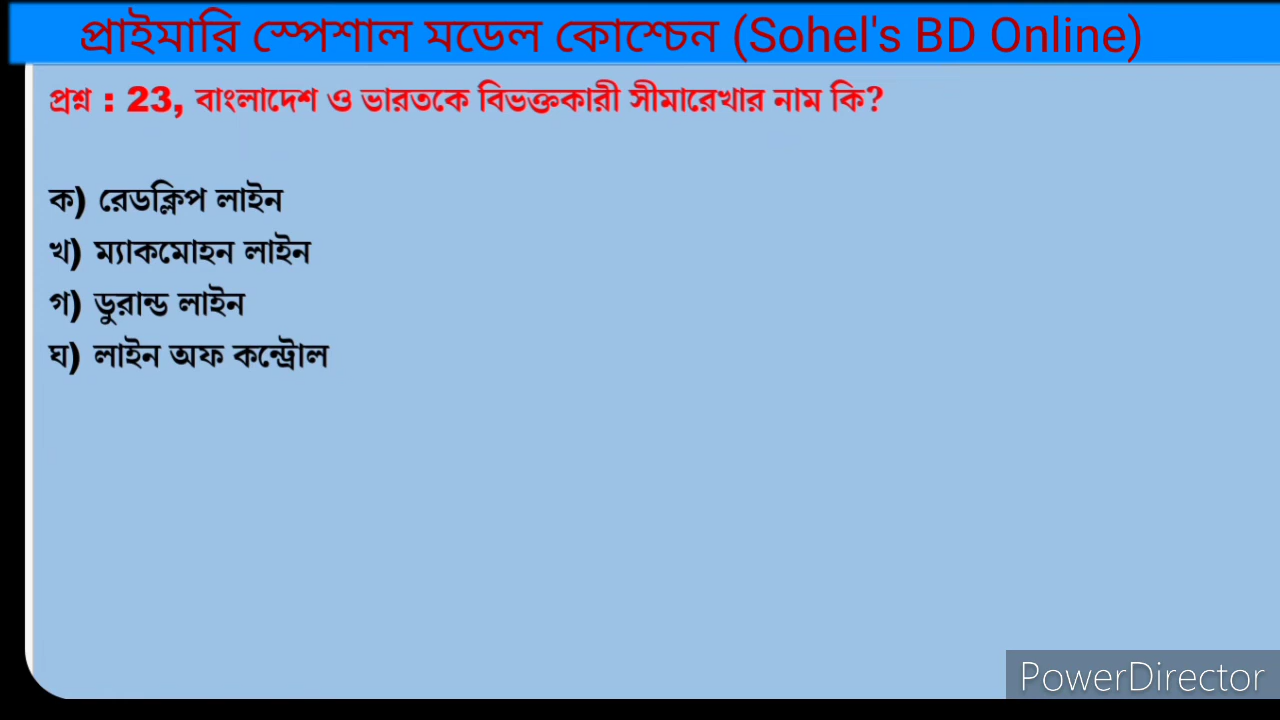 প্রাইমারি স্পেশাল মডেল কোশ্চেন (Sohel's BD Online)
প্রশ্ন : 23, বাংলাদেশ ও ভারতকে বিভক্তকারী সীমারেখার নাম কি?
ক) রেডক্লিপ লাইন
খ) ম্যাকমোহন লাইন
গ) ডুরান্ড লাইন
ঘ) লাইন অফ কন্ট্রোল
PowerDirector